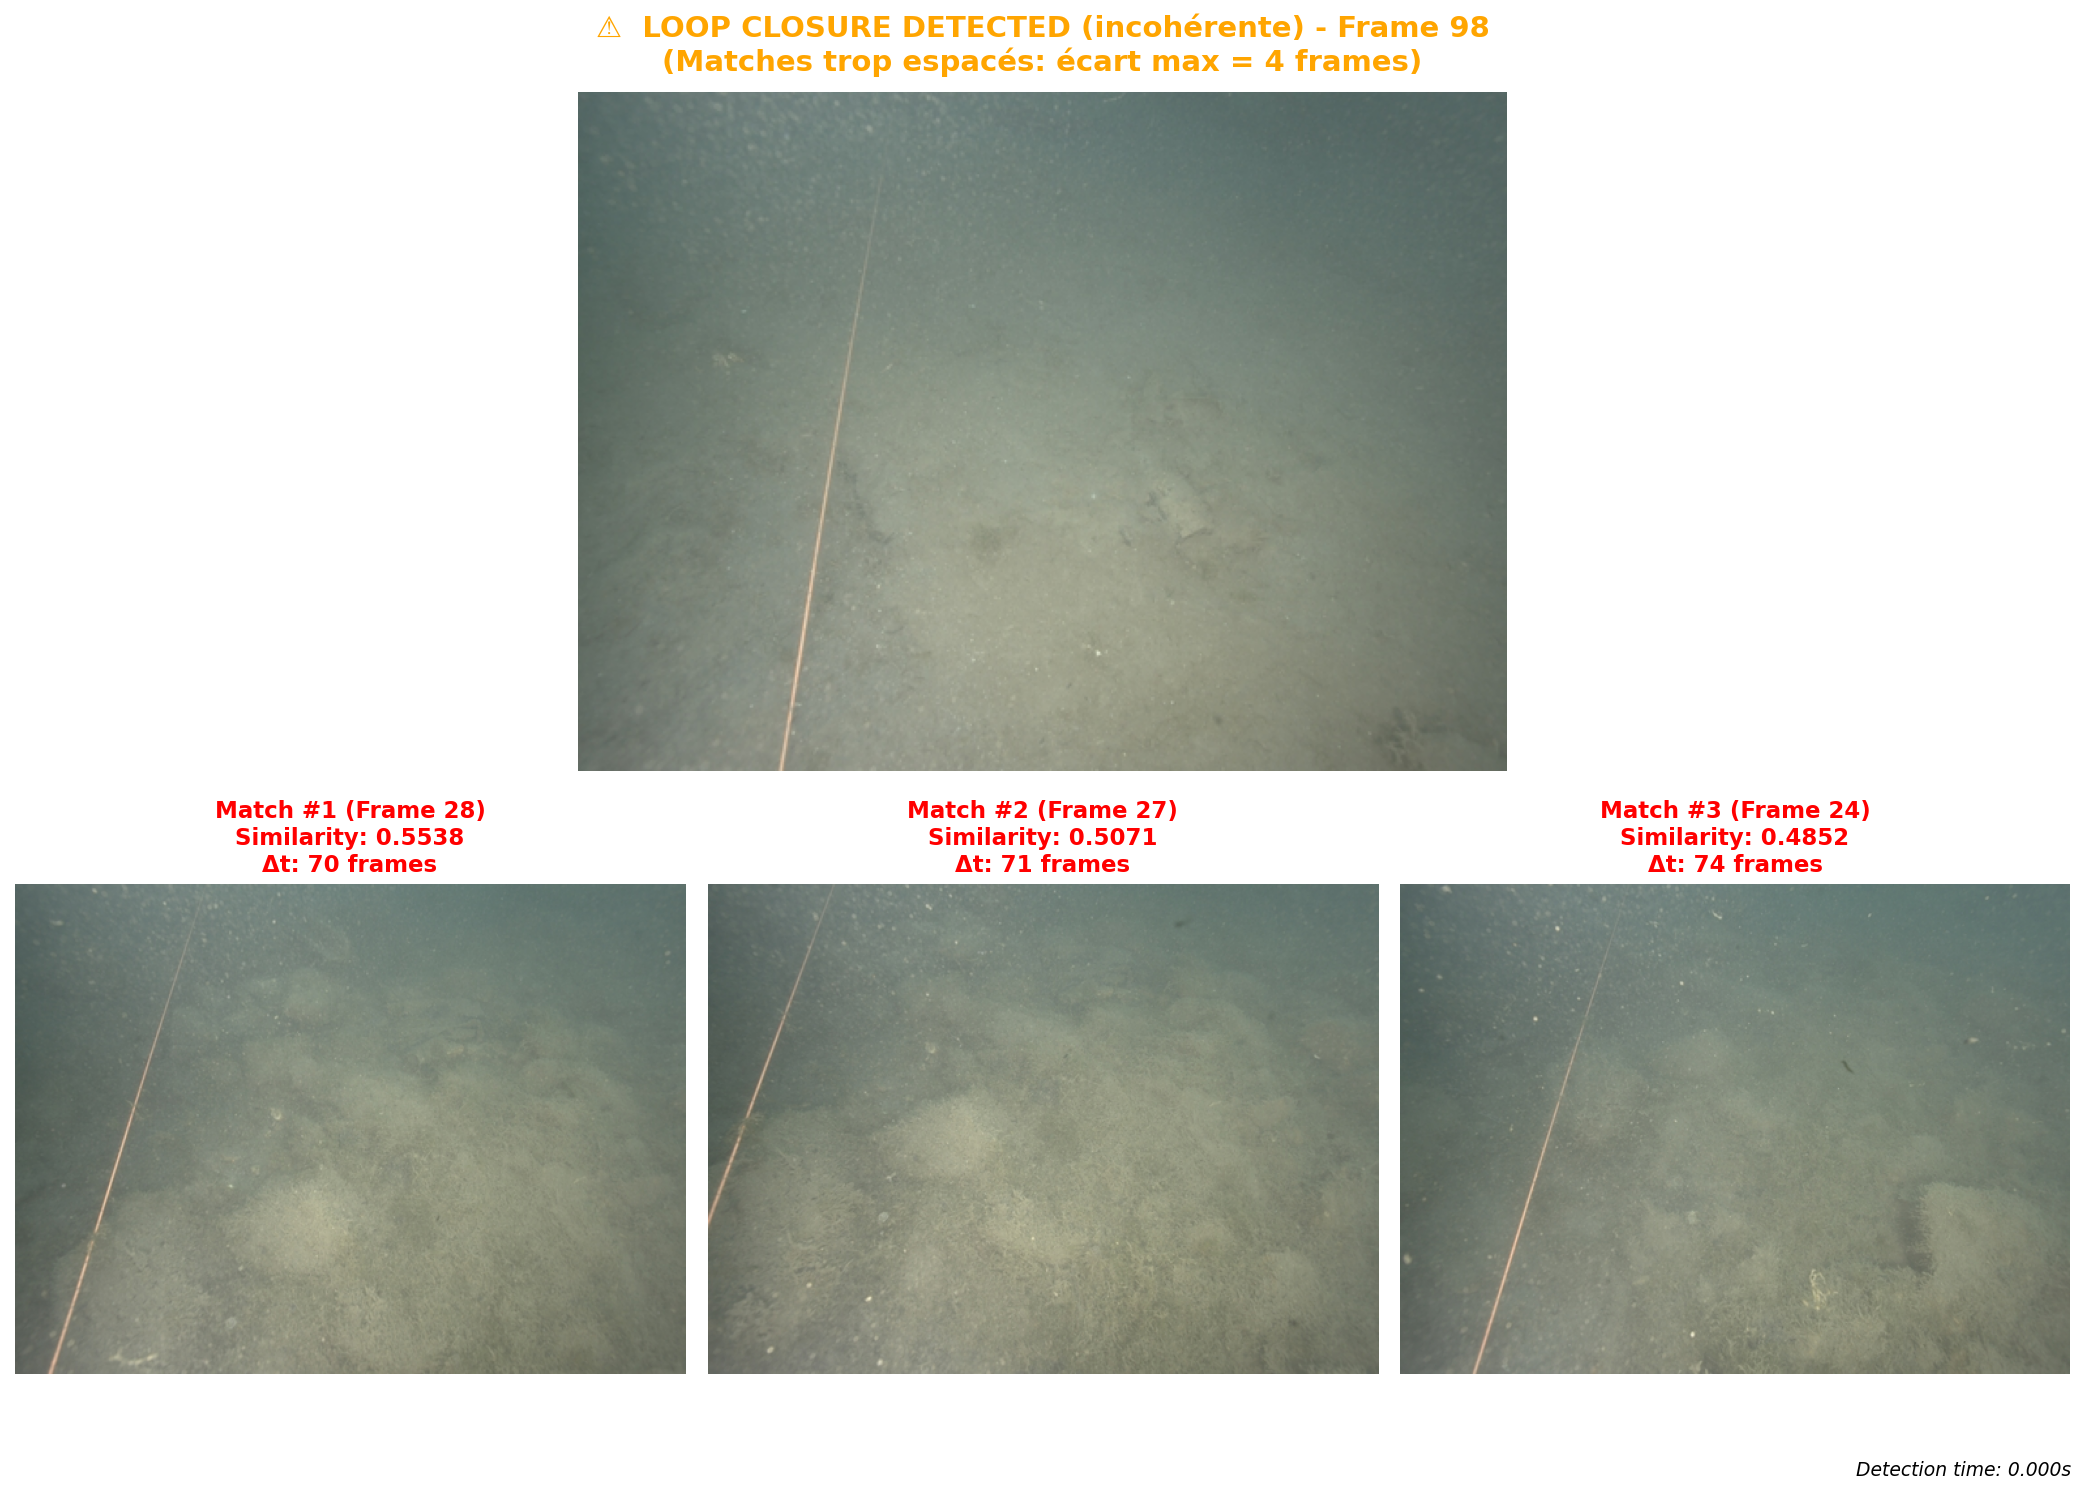 ⚠ LOOP CLOSURE DETECTED (incohérente) - Frame 98
(Matches trop espacés: écart max = 4 frames)
Match #1 (Frame 28)
Similarity: 0.5538
Δt: 70 frames
Match #2 (Frame 27)
Similarity: 0.5071
Δt: 71 frames
Match #3 (Frame 24)
Similarity: 0.4852
Δt: 74 frames
Detection time: 0.000s